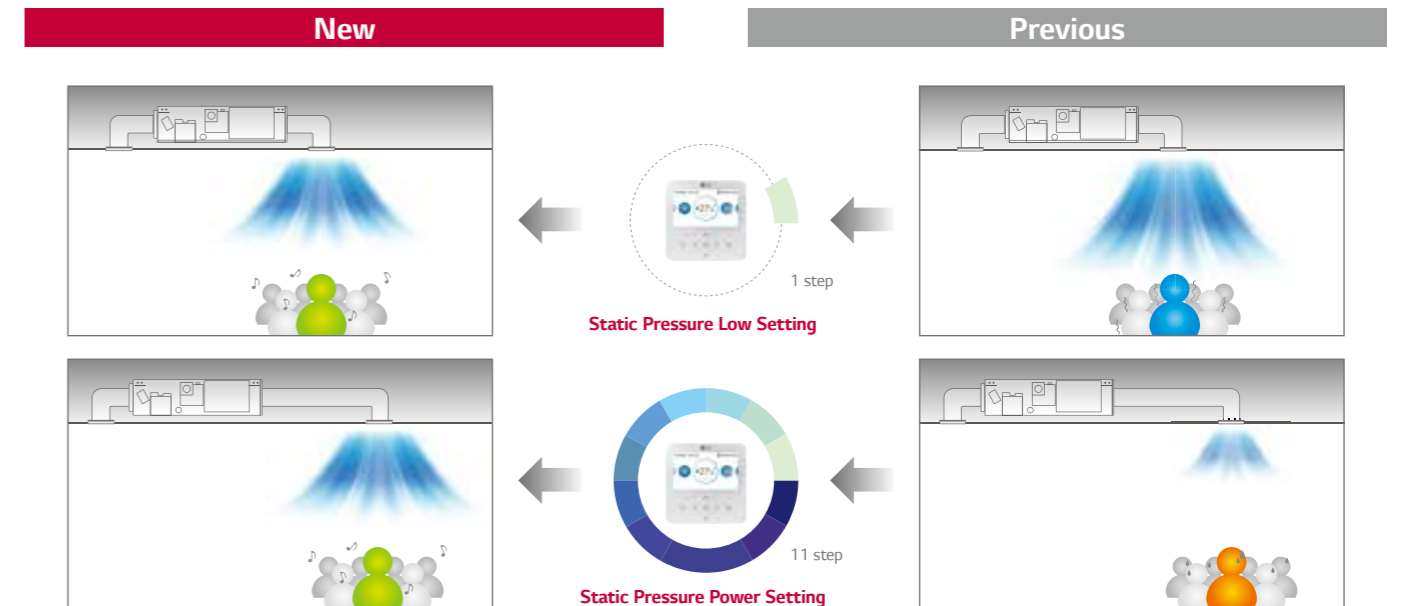 New
Previous
1 step
Static Pressure Low Setting
11 step
Static Pressure Power Setting